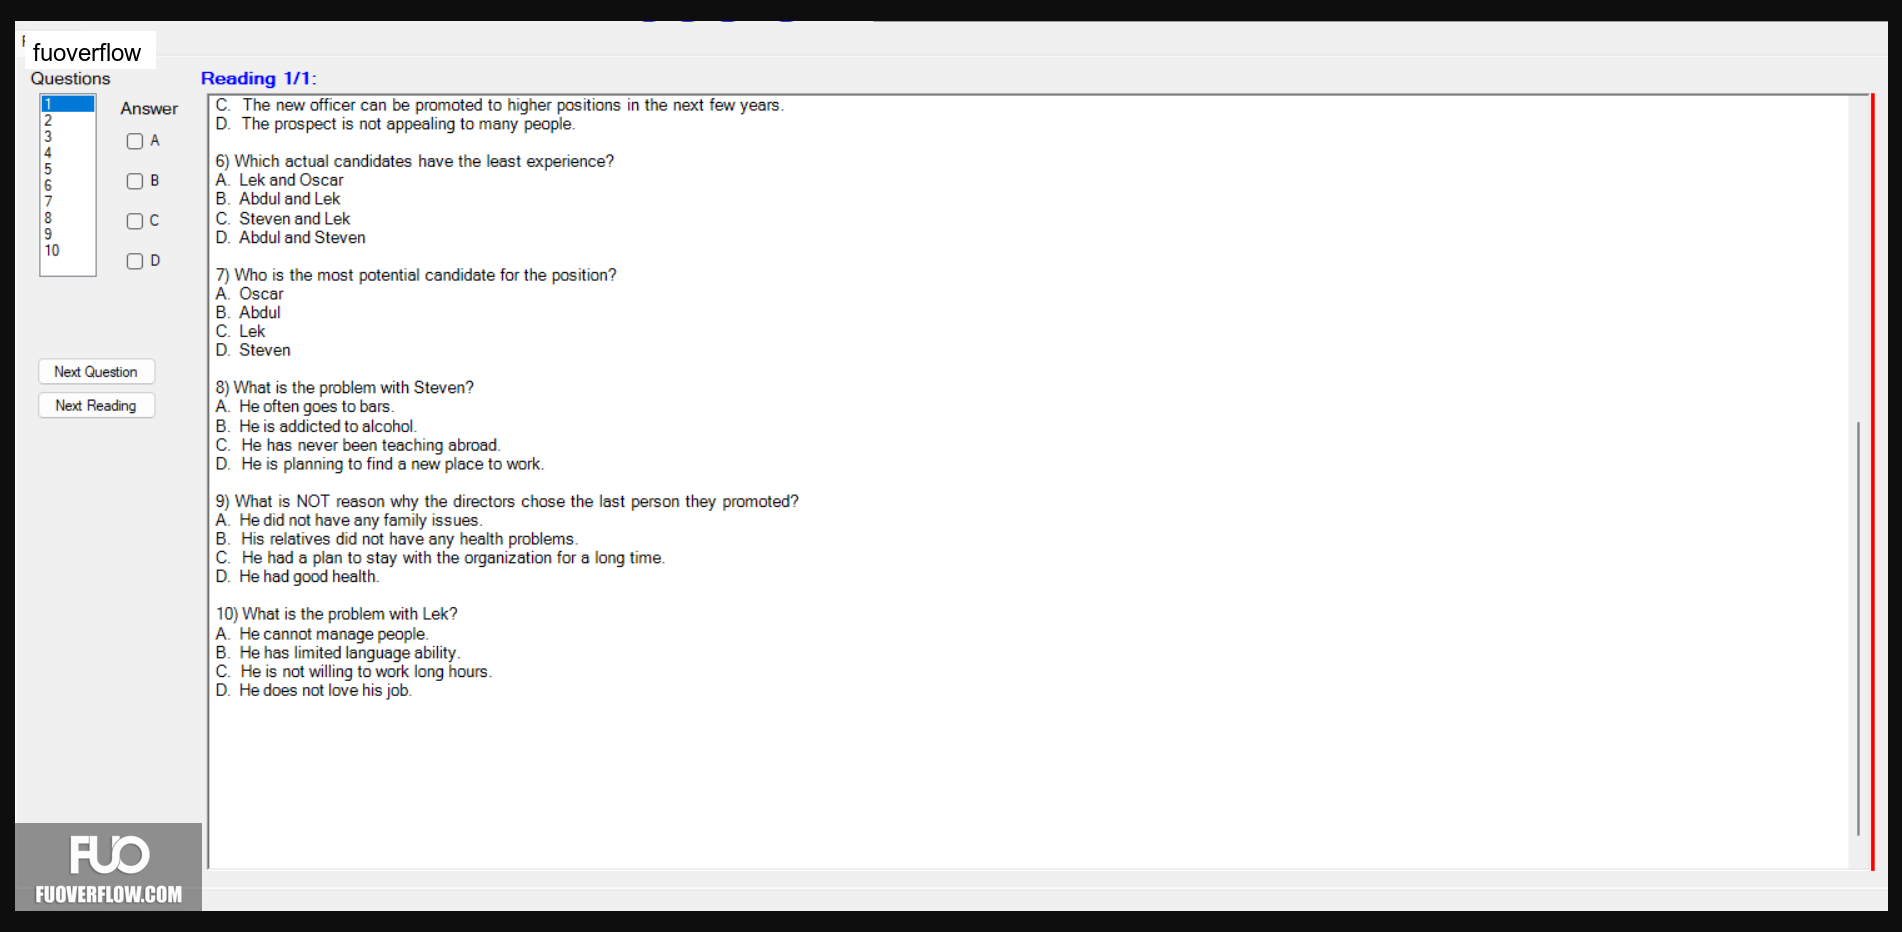 fuoverflow
Questions
Reading 1/1:
1
2
3
4
5
6
7
8
9
10
Answer
A
B
C
D
Next Question
Next Reading
C. The new officer can be promoted to higher positions in the next few years.
D. The prospect is not appealing to many people.
6) Which actual candidates have the least experience?
A. Lek and Oscar
B. Abdul and Lek
C. Steven and Lek
D. Abdul and Steven
7) Who is the most potential candidate for the position?
A. Oscar
B. Abdul
C. Lek
D. Steven
8) What is the problem with Steven?
A. He often goes to bars.
B. He is addicted to alcohol.
C. He has never been teaching abroad.
D. He is planning to find a new place to work.
9) What is NOT reason why the directors chose the last person they promoted?
A. He did not have any family issues.
B. His relatives did not have any health problems.
C. He had a plan to stay with the organization for a long time.
D. He had good health.
10) What is the problem with Lek?
A. He cannot manage people.
B. He has limited language ability.
C. He is not willing to work long hours.
D. He does not love his job.
FUO
FUOVERFLOW.COM